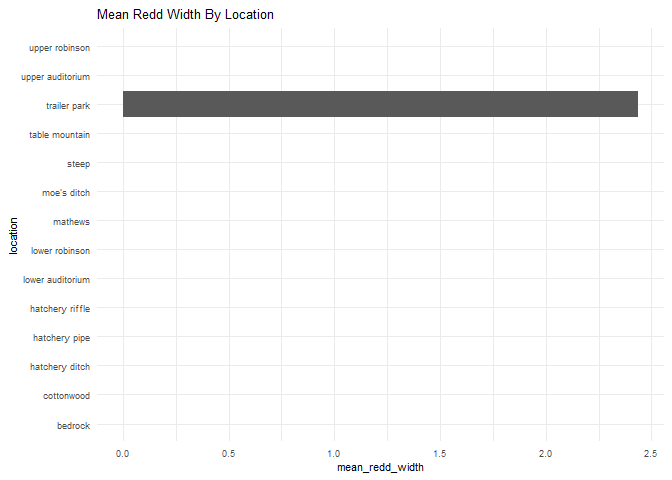 Mean Redd Width By Location
location
upper robinson
upper auditorium
trailer park
table mountain
steep
moe's ditch
mathews
lower robinson
lower auditorium
hatchery riffle
hatchery pipe
hatchery ditch
cottonwood
bedrock
0.0 0.5 1.0 1.5 2.0 2.5
mean_redd_width